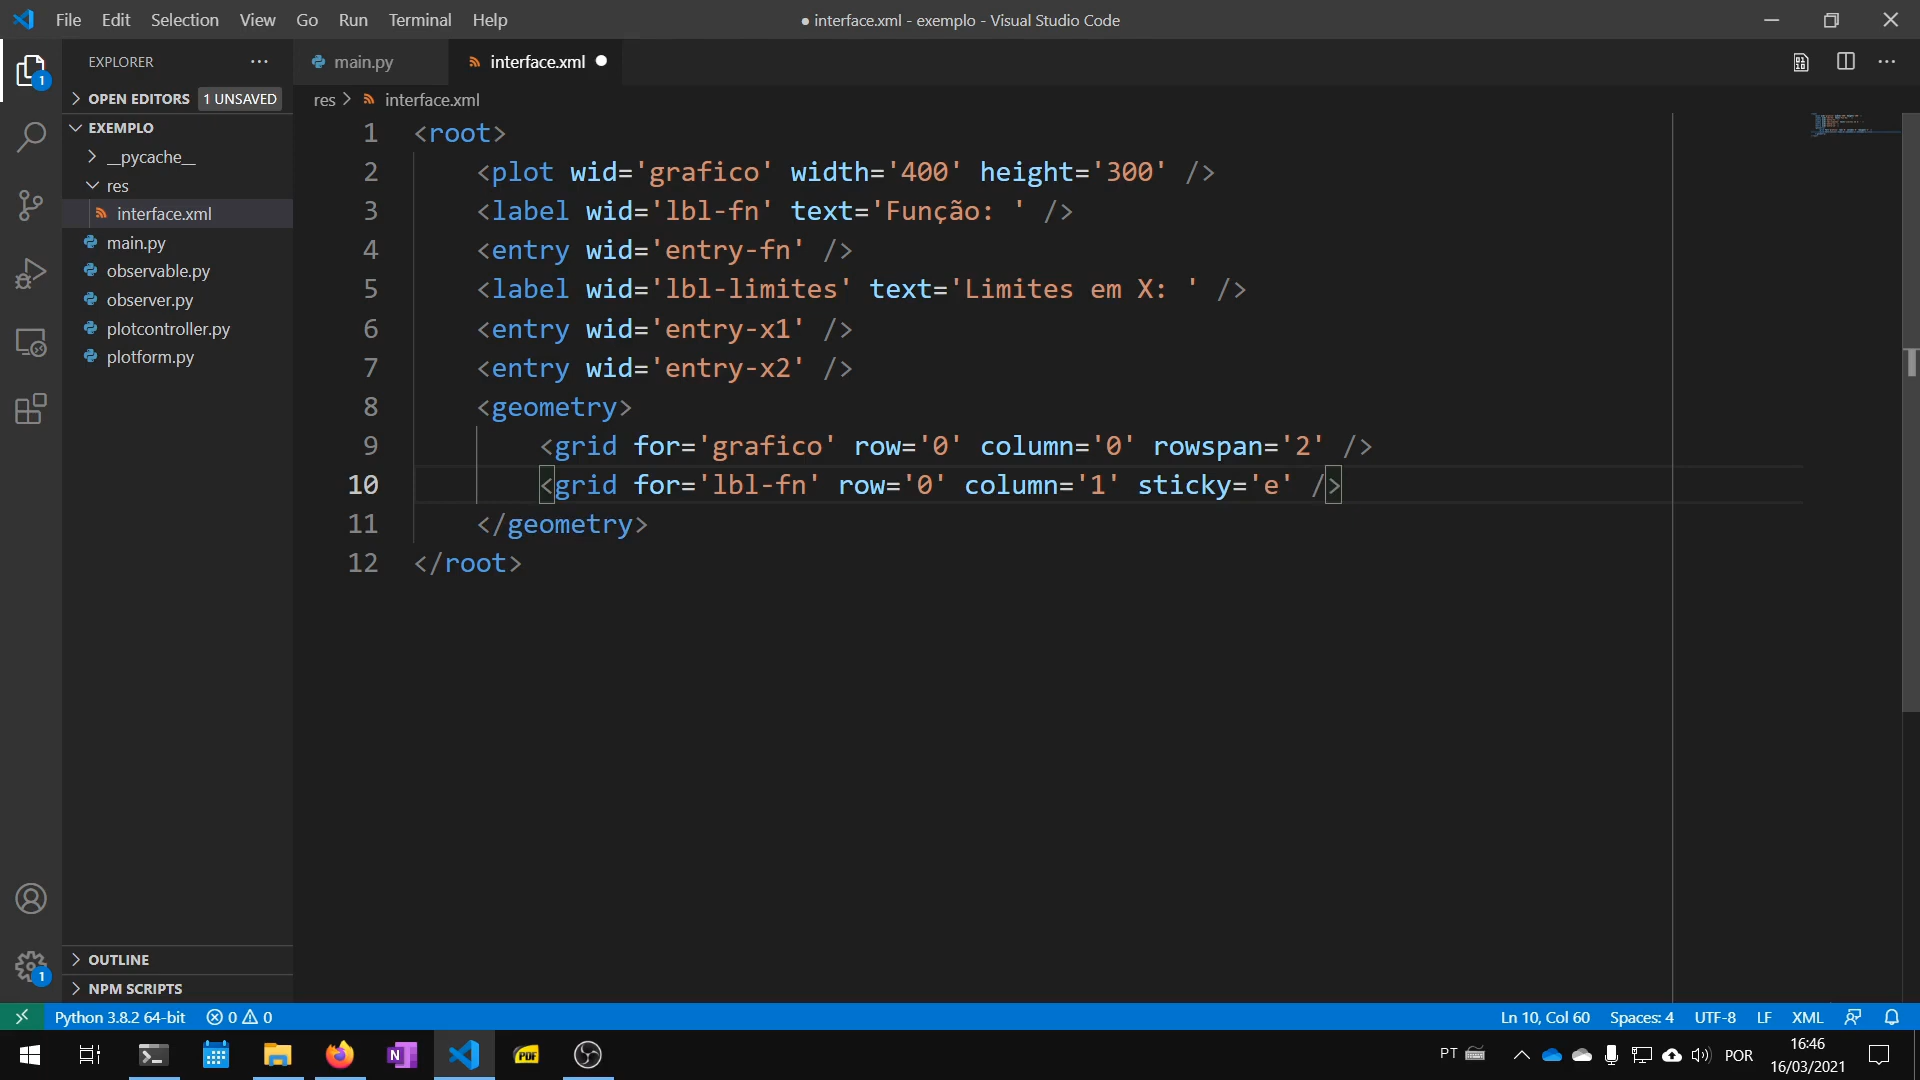 File Edit Selection View Go Run Terminal Help
● interface.xml - exemplo - Visual Studio Code
EXPLORER
main.py
interface.xml
OPEN EDITORS 1 UNSAVED
res > interface.xml
EXEMPLO
__pycache__
res
interface.xml
main.py
observable.py
observer.py
plotcontroller.py
plotform.py
1 <root>
2 <plot wid='grafico' width='400' height='300' />
3 <label wid='lbl-fn' text='Função: ' />
4 <entry wid='entry-fn' />
5 <label wid='lbl-limites' text='Limites em X: ' />
6 <entry wid='entry-x1' />
7 <entry wid='entry-x2' />
8 <geometry>
9 <grid for='grafico' row='0' column='0' rowspan='2' />
10 <grid for='lbl-fn' row='0' column='1' sticky='e' />
11 </geometry>
12 </root>
1
1
OUTLINE
NPM SCRIPTS
Python 3.8.2 64-bit 0 0
Ln 10, Col 60 Spaces: 4 UTF-8 LF XML
N PDF
PT POR
16:46
16/03/2021